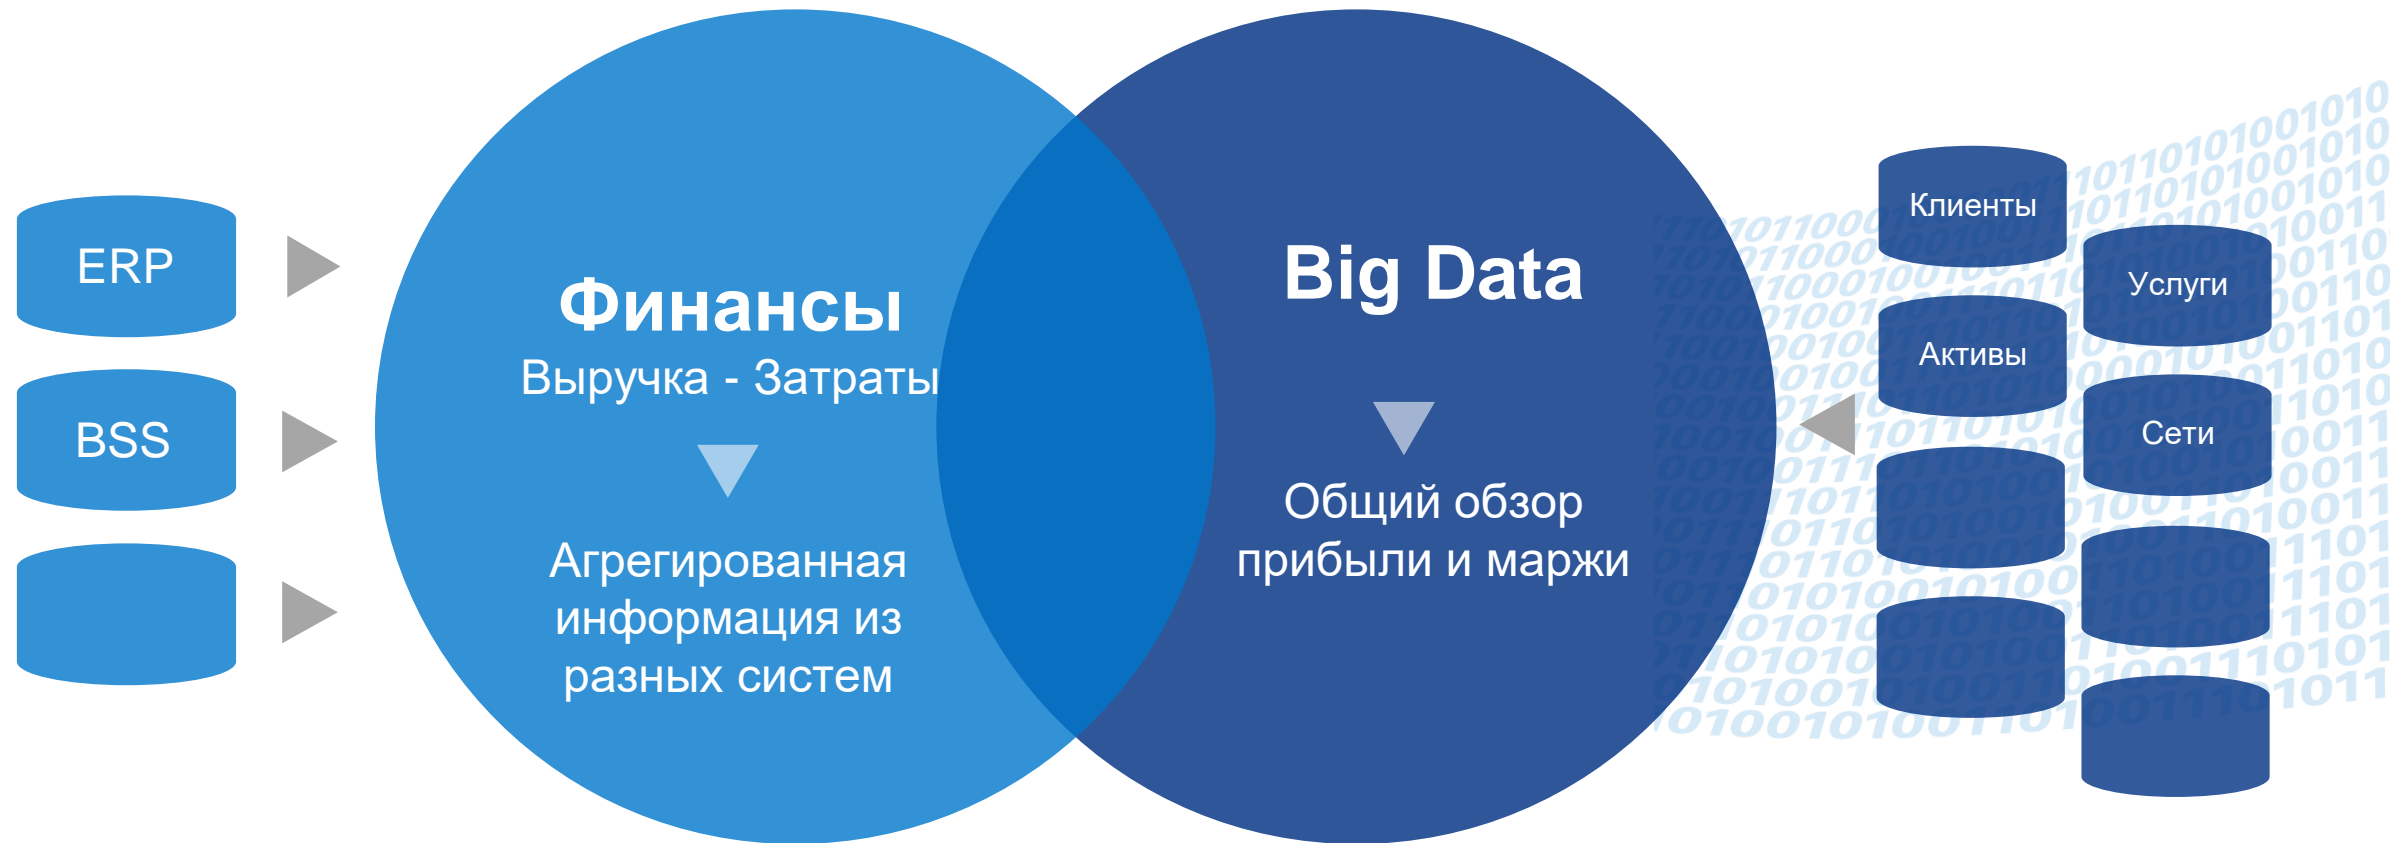 ERP
BSS
Финансы
Выручка - Затраты
Агрегированная
информация из
разных систем
Big Data
Общий обзор
прибыли и маржи
Клиенты
Услуги
Активы
Сети